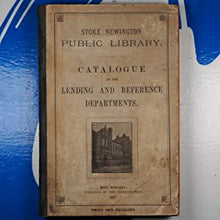 STOKE NEWINGTON
PUBLIC LIBRARY.
CATALOGUE
OF THE
LENDING AND REFERENCE
DEPARTMENTS.
PRICE ONE SHILLING.